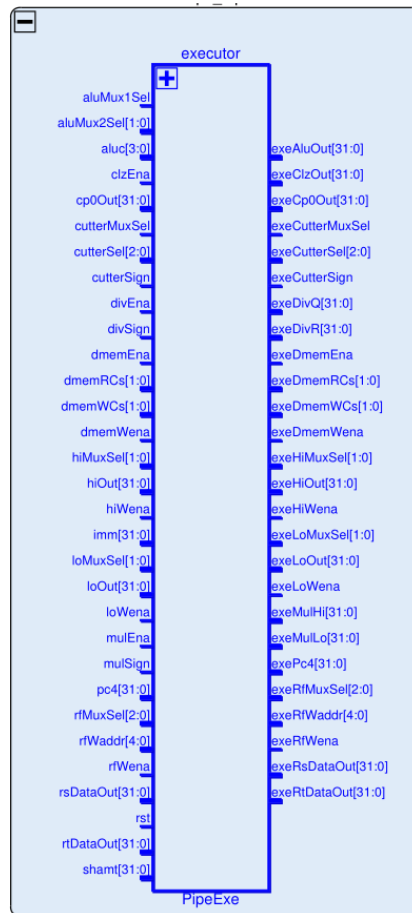 executor
aluMux1Sel
aluMux2Sel[1:0]
aluc[3:0] exeAluOut[31:0]
clzEna exeClzOut[31:0]
cp0Out[31:0] exeCp0Out[31:0]
cutterMuxSel exeCutterMuxSel
cutterSel[2:0] exeCutterSel[2:0]
cutterSign exeCutterSign
divEna exeDivQ[31:0]
divSign exeDivR[31:0]
dmemEna exeDmemEna
dmemRCs[1:0] exeDmemRCs[1:0]
dmemWCs[1:0] exeDmemWCs[1:0]
dmemWena exeDmemWena
hiMuxSel[1:0] exeHiMuxSel[1:0]
hiOut[31:0] exeHiOut[31:0]
hiWena exeHiWena
imm[31:0] exeLoMuxSel[1:0]
loMuxSel[1:0] exeLoOut[31:0]
loOut[31:0] exeLoWena
loWena exeMulHi[31:0]
mulEna exeMulLo[31:0]
mulSign exePc4[31:0]
pc4[31:0] exeRfMuxSel[2:0]
rfMuxSel[2:0] exeRfWaddr[4:0]
rfWaddr[4:0] exeRfWena
rfWena exeRsDataOut[31:0]
rsDataOut[31:0] exeRtDataOut[31:0]
rst
rtDataOut[31:0]
shamt[31:0]
PipeExe